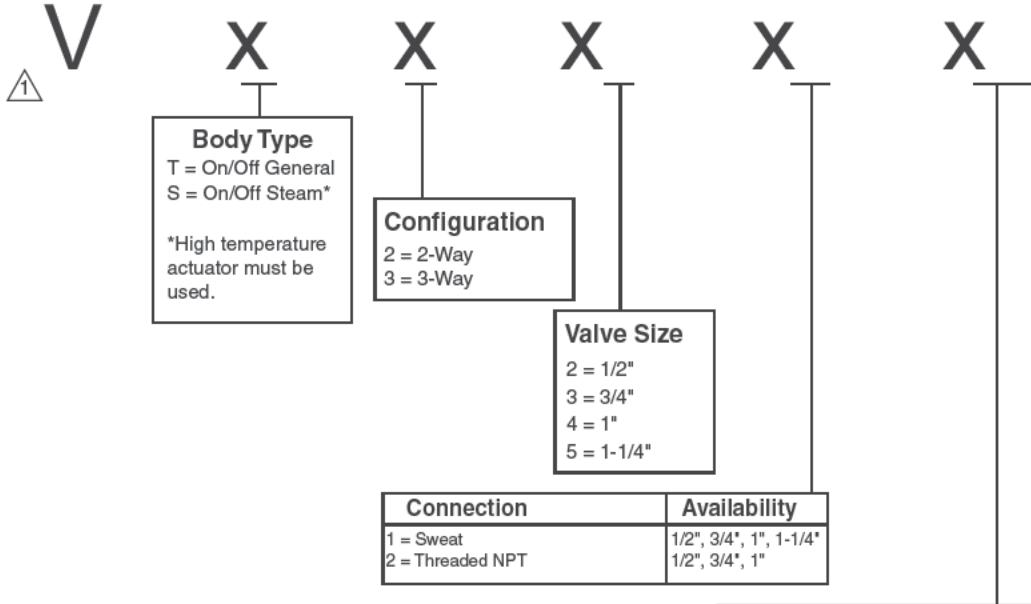 V X X X X X
1
Body Type
T = On/Off General
S = On/Off Steam*
*High temperature
actuator must be
used.
Configuration
2 = 2-Way
3 = 3-Way
Valve Size
2 = 1/2"
3 = 3/4"
4 = 1"
5 = 1-1/4"
Connection Availability
1 = Sweat 1/2", 3/4", 1", 1-1/4"
2 = Threaded NPT 1/2", 3/4", 1"